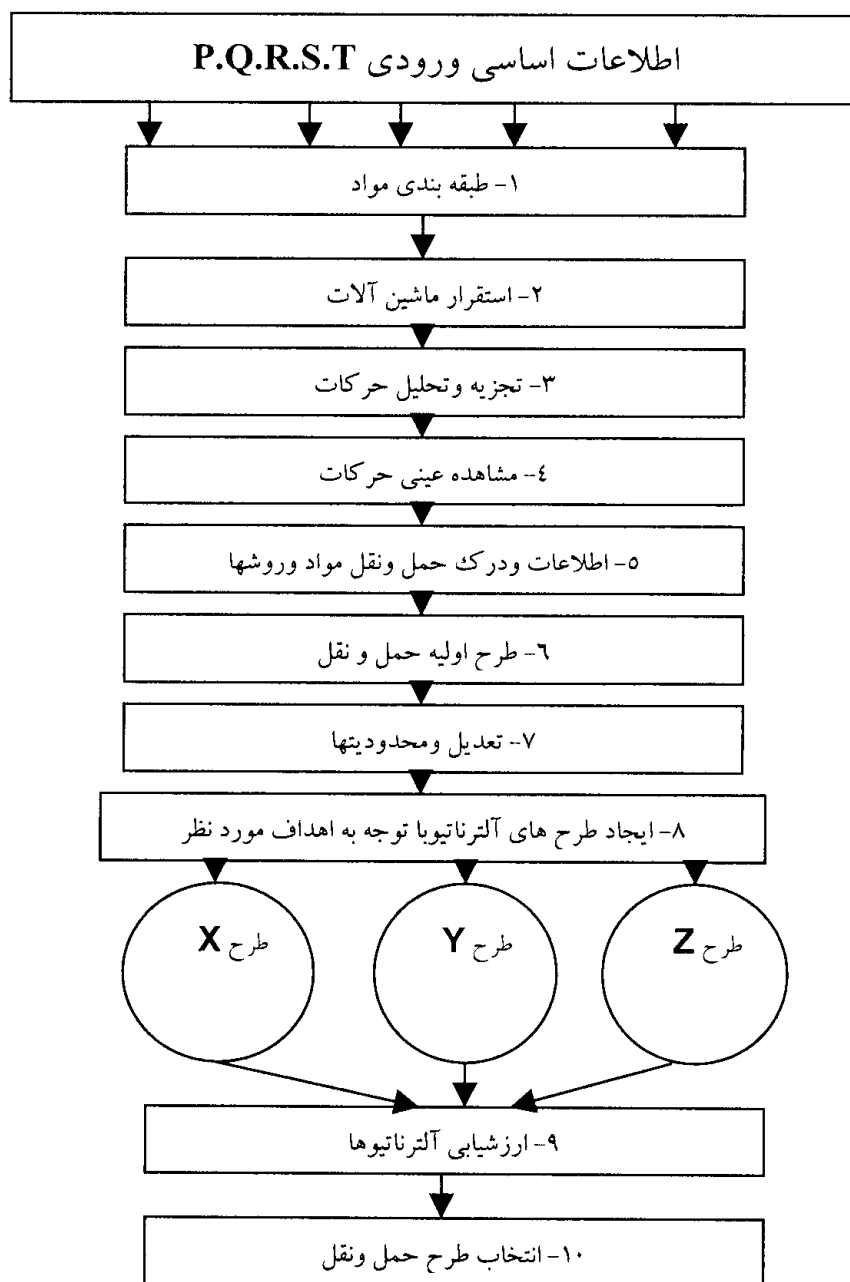 اطلاعات اساسی ورودی P.Q.R.S.T
۱- طبقه بندی مواد
۲- استقرار ماشین آلات
۳- تجزیه وتحلیل حرکات
٤- مشاهده عینی حرکات
٥- اطلاعات ودرک حمل ونقل مواد وروشها
٦- طرح اولیه حمل و نقل
۷- تعدیل ومحدودیتها
۸- ایجاد طرح های آلترناتیوبا توجه به اهداف مورد نظر
طرح X
طرح Y
طرح Z
۹- ارزشیابی آلترناتیوها
۱۰- انتخاب طرح حمل ونقل